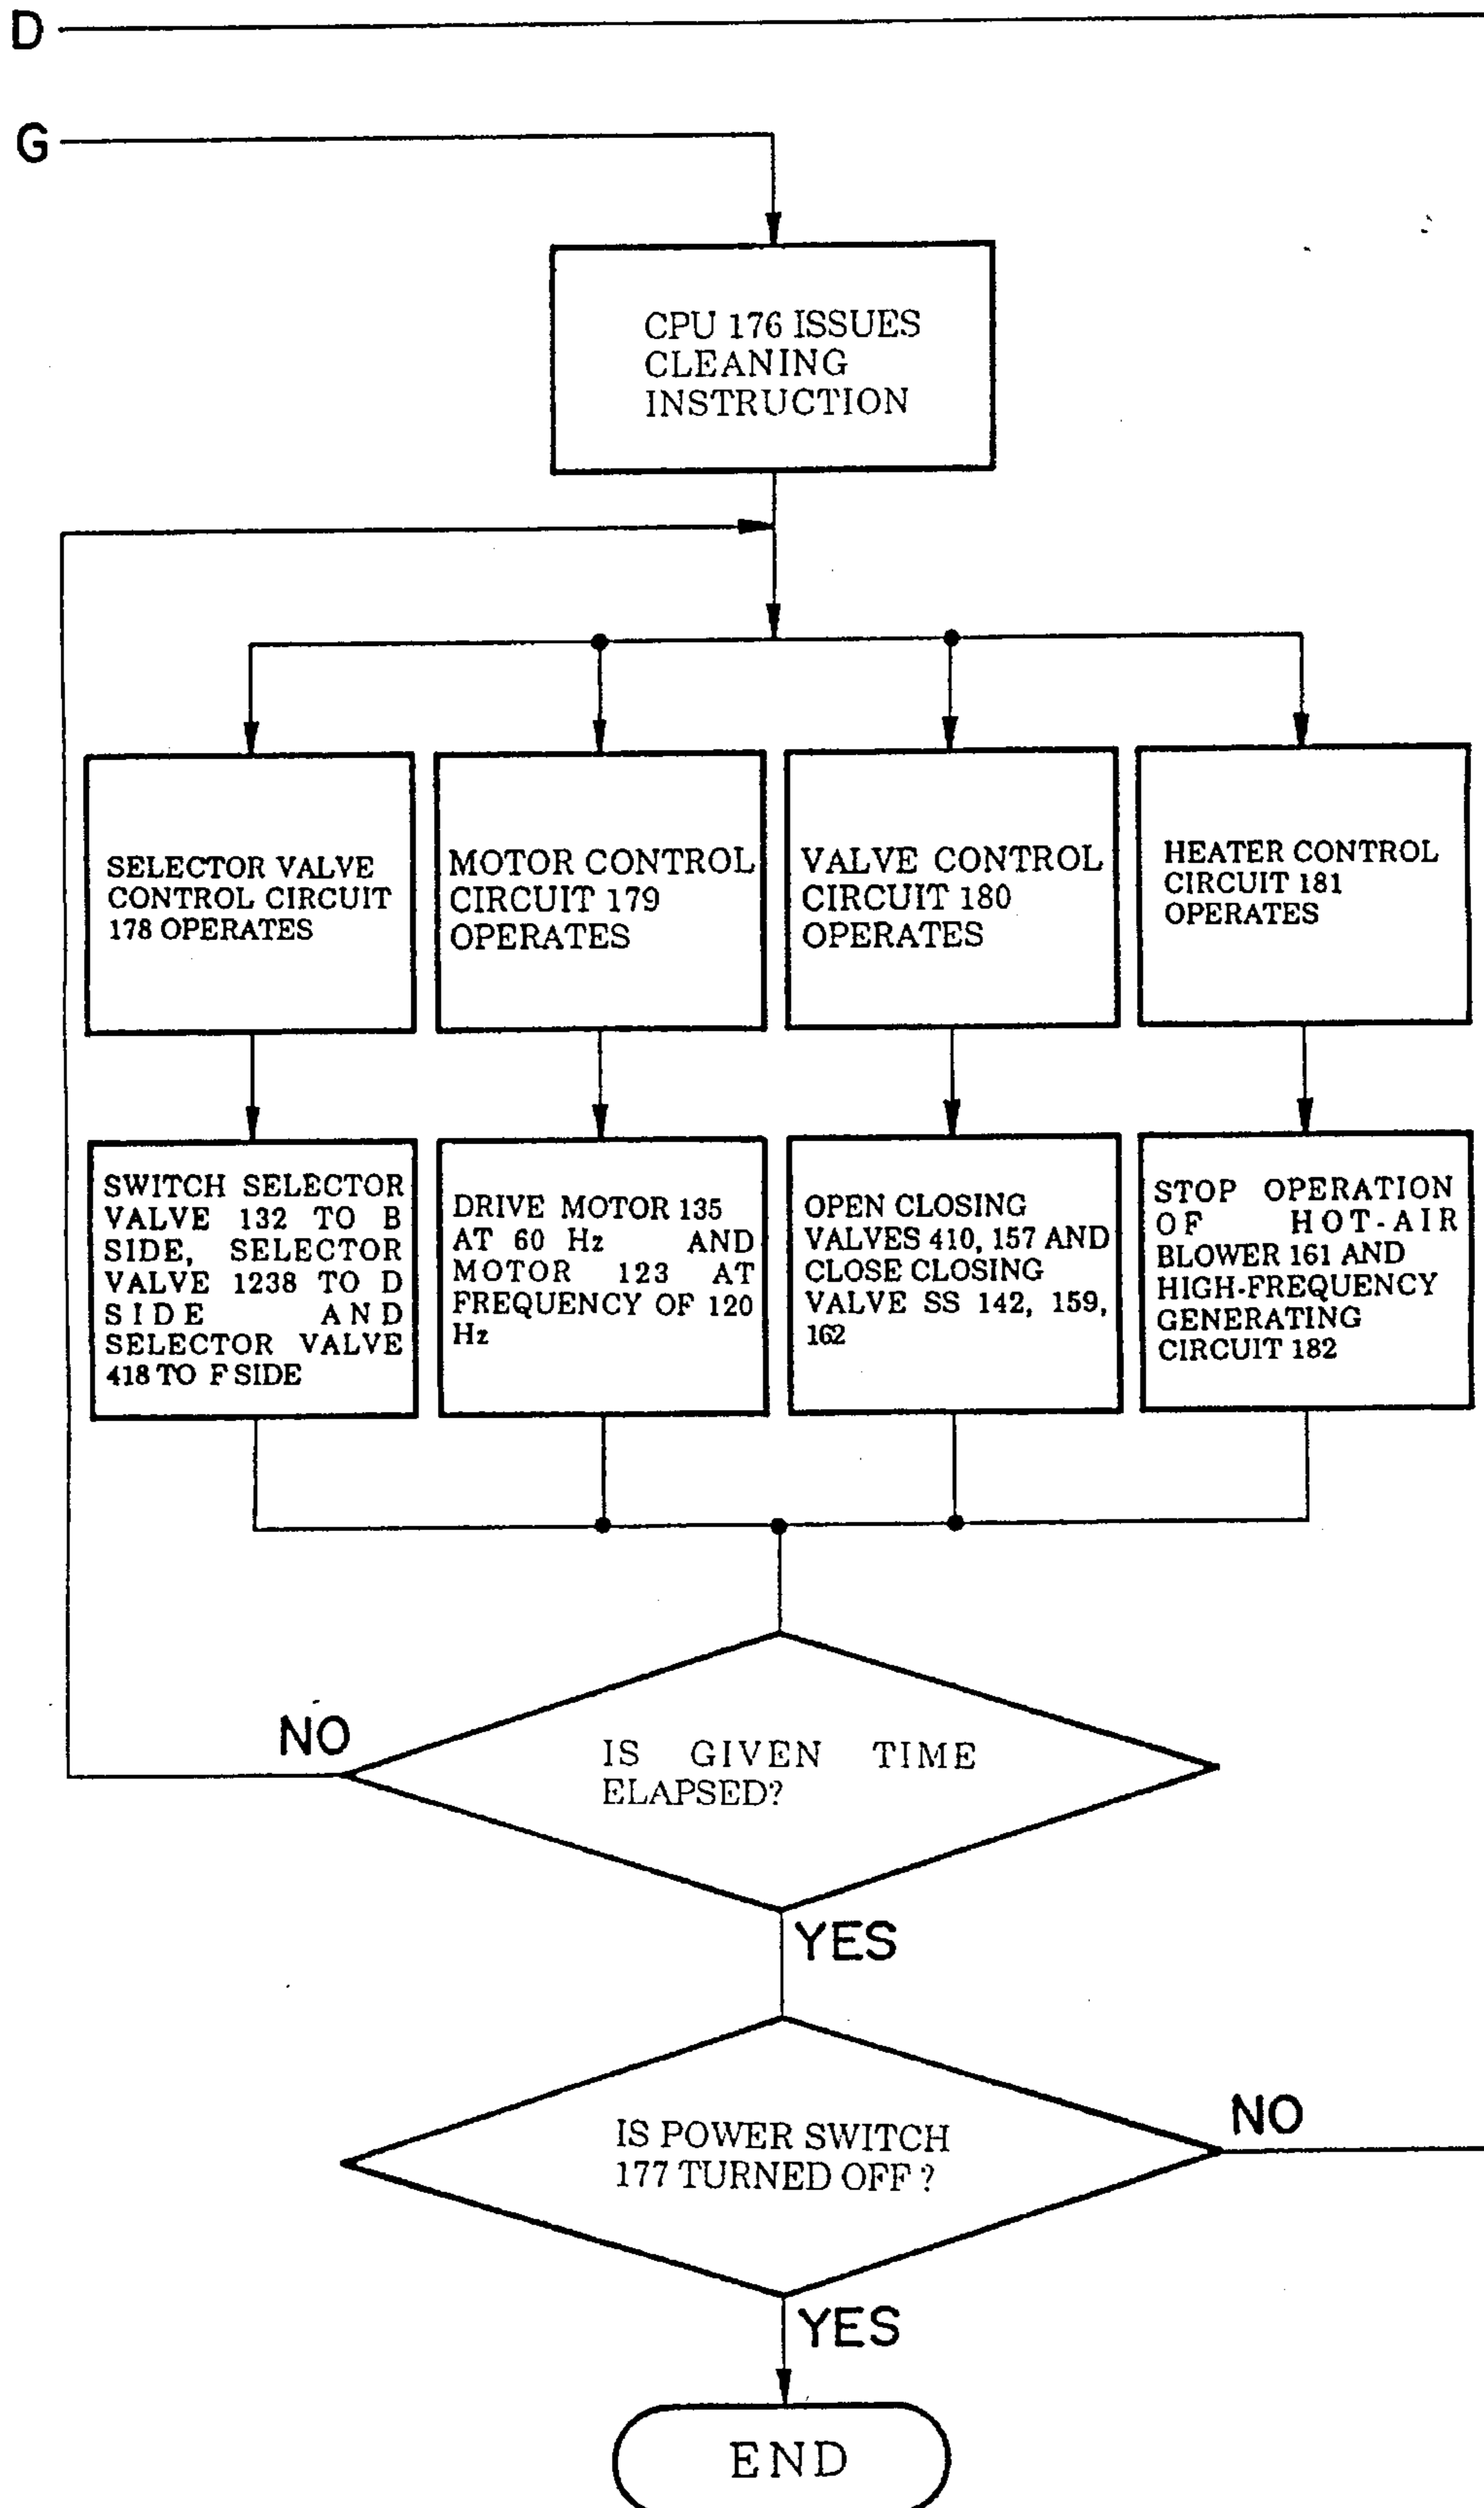 D
G
CPU 176 ISSUES
CLEANING
INSTRUCTION
SELECTOR VALVE
CONTROL CIRCUIT
178 OPERATES
MOTOR CONTROL
CIRCUIT 179
OPERATES
VALVE CONTROL
CIRCUIT 180
OPERATES
HEATER CONTROL
CIRCUIT 181
OPERATES
SWITCH SELECTOR
VALVE 132 TO B
SIDE, SELECTOR
VALVE 1238 TO D
SIDE AND
SELECTOR VALVE
418 TO F SIDE
DRIVE MOTOR 135
AT 60 Hz AND
MOTOR 123 AT
FREQUENCY OF 120
Hz
OPEN CLOSING
VALVES 410, 157 AND
CLOSE CLOSING
VALVE SS 142, 159,
162
STOP OPERATION
OF HOT-AIR
BLOWER 161 AND
HIGH-FREQUENCY
GENERATING
CIRCUIT 182
NO
IS GIVEN TIME
ELAPSED?
YES
IS POWER SWITCH
177 TURNED OFF ?
NO
YES
END